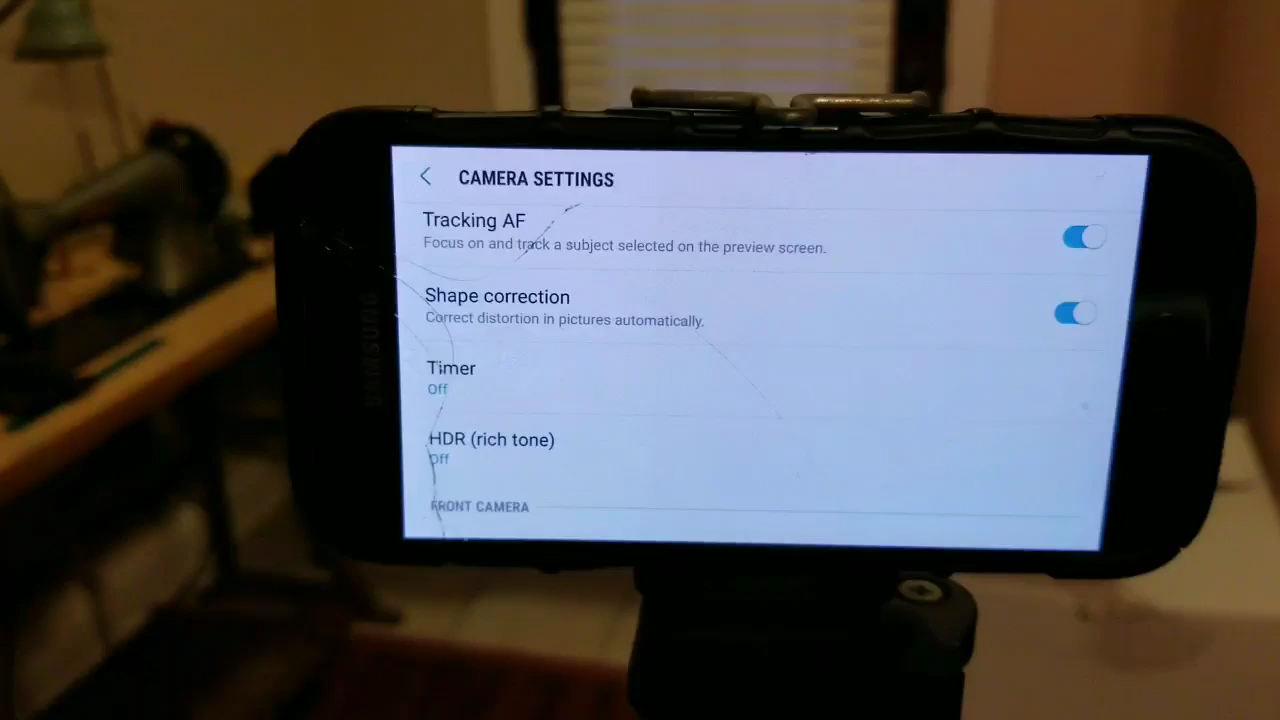 CAMERA SETTINGS
Tracking AF
Focus on and track a subject selected on the preview screen.
Shape correction
Correct distortion in pictures automatically.
Timer
Off
HDR (rich tone)
Off
FRONT CAMERA
SAMSUNG